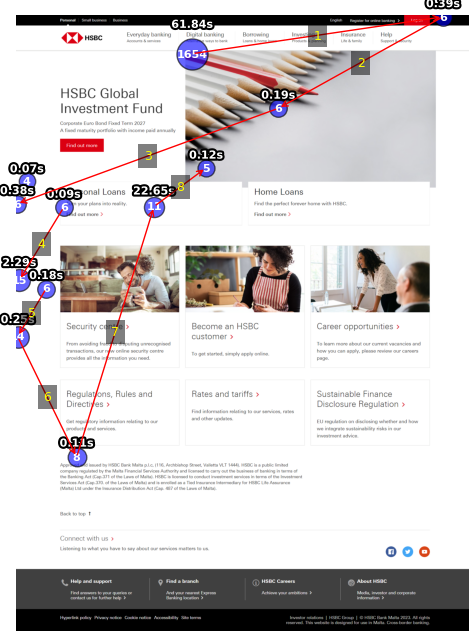 Personal Small business Business
English Register for online banking >
HSBC
Everyday banking
Accounts & services
Digital banking
Borrowing
Insurance
Life & family
Help
Support & security
61.84s
1654
0.39s
6
1
2
HSBC Global
Investment Fund
Corporate Euro Bond Fixed Term 2027
A fixed maturity portfolio with income paid annually
Find out more
0.19s
6
3
0.12s
5
0.07s
4
0.38s
0.09s
6
22.65s
11
8
Loans
your plans into reality.
Find out more >
Home Loans
Find the perfect forever home with HSBC.
Find out more >
4
2.29s
15
0.18s
6
0.25s
4
5
7
Security
From avoiding
transactions, our new online security centre
provides all the information you need.
Become an HSBC
customer >
To get started, simply apply online.
Career opportunities >
To learn more about our current vacancies and
how you can apply, please review our careers
page.
6
Regulations, Rules and
Directives >
Get regulatory information relating to our
products and services.
Rates and tariffs >
Find information relating to our services, rates
and other updates.
Sustainable Finance
Disclosure Regulation >
EU regulation on disclosing whether and how
we integrate sustainability risks in our
investment advice.
0.11s
8
issued by HSBC Bank Malta p.l.c. (116, Archbishop Street, Valletta VLT 1444), HSBC is a public limited
company regulated by the Malta Financial Services Authority and licensed to carry out the business of banking in terms of
the Banking Act (Cap.371 of the Laws of Malta). HSBC is licensed to conduct investment services in terms of the Investment
Services Act (Cap.370. of the Laws of Malta) and is enrolled as a Tied Insurance Intermediary for HSBC Life Assurance
(Malta) Ltd under the Insurance Distribution Act (Cap. 487 of the Laws of Malta).
Back to top
Connect with us >
Listening to what you have to say about our services matters to us.
Help and support
Find answers to your queries or
contact us for further help >
Find a branch
Find your nearest Express
Banking location >
HSBC Careers
Achieve your ambitions >
About HSBC
Media, investor and corporate
information >
Hyperlink policy Privacy notice Cookie notice Accessibility Site terms
Investor relations | HSBC Group | © HSBC Bank Malta 2023. All rights
reserved. This website is designed for use in Malta. Cross-border banking.